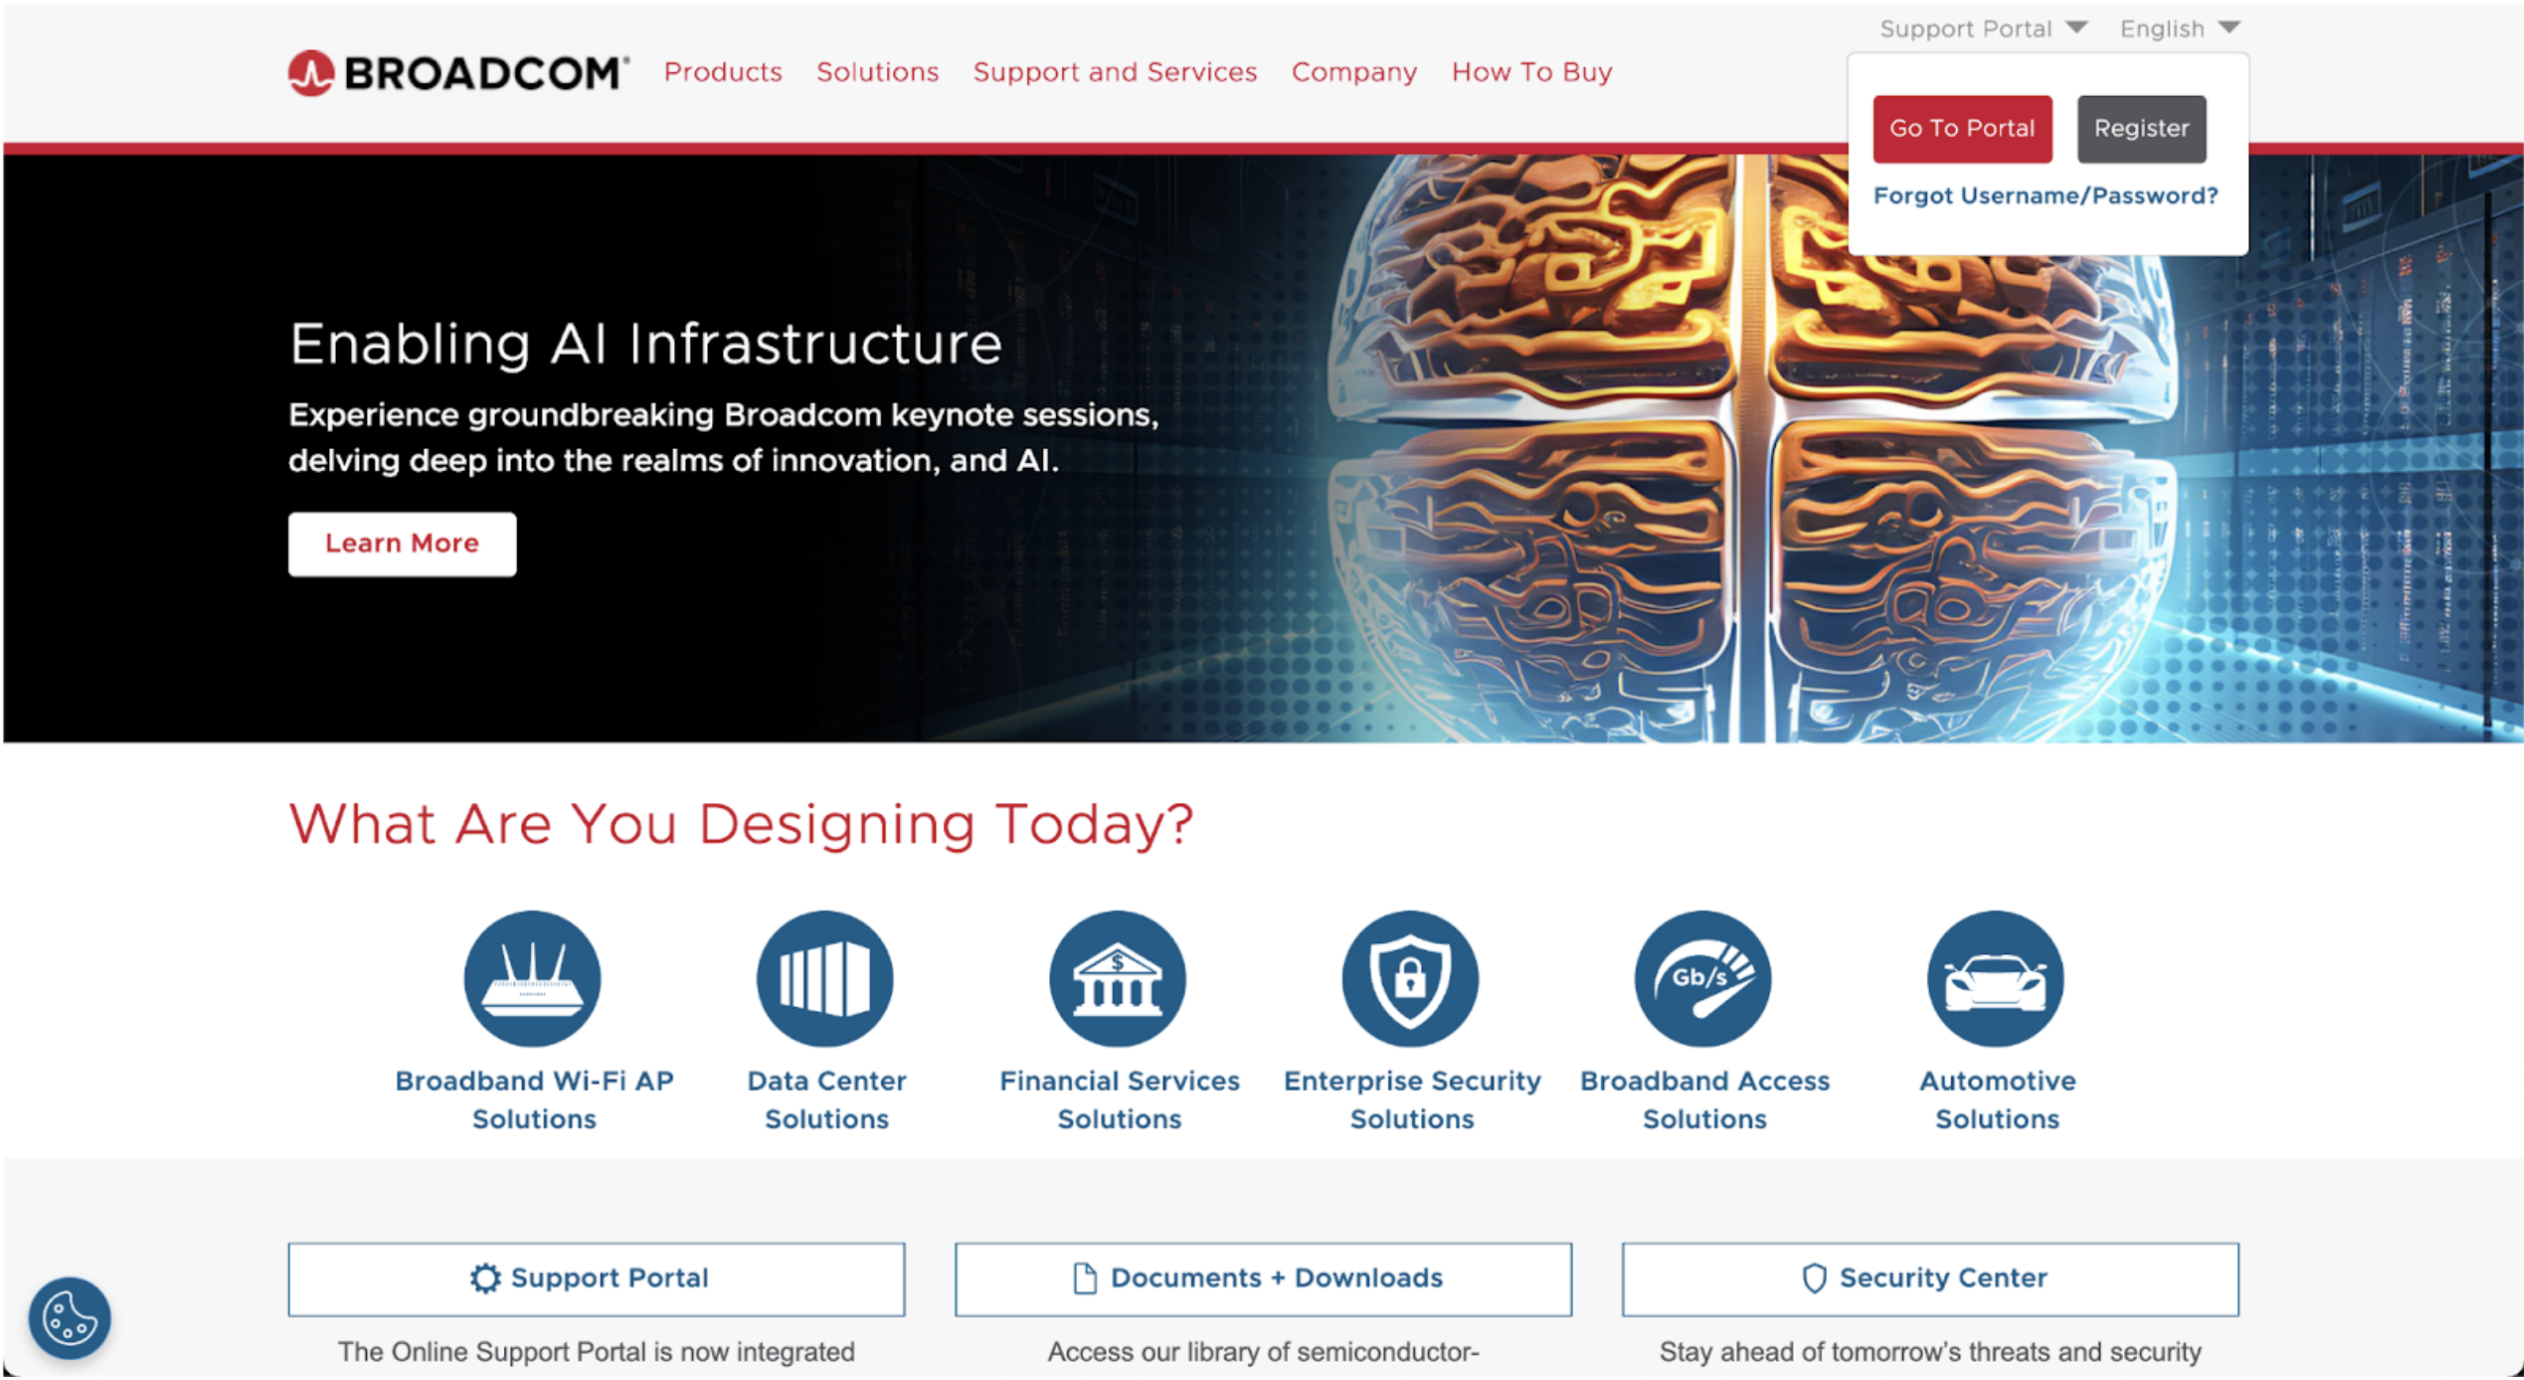 Support Portal English
BROADCOM® Products Solutions Support and Services Company How To Buy
Go To Portal Register
Forgot Username/Password?
Enabling AI Infrastructure
Experience groundbreaking Broadcom keynote sessions,
delving deep into the realms of innovation, and AI.
Learn More
What Are You Designing Today?
$
Gb/s
Broadband Wi-Fi AP
Solutions
Data Center
Solutions
Financial Services
Solutions
Enterprise Security
Solutions
Broadband Access
Solutions
Automotive
Solutions
Support Portal
The Online Support Portal is now integrated
Documents + Downloads
Access our library of semiconductor-
Security Center
Stay ahead of tomorrow's threats and security